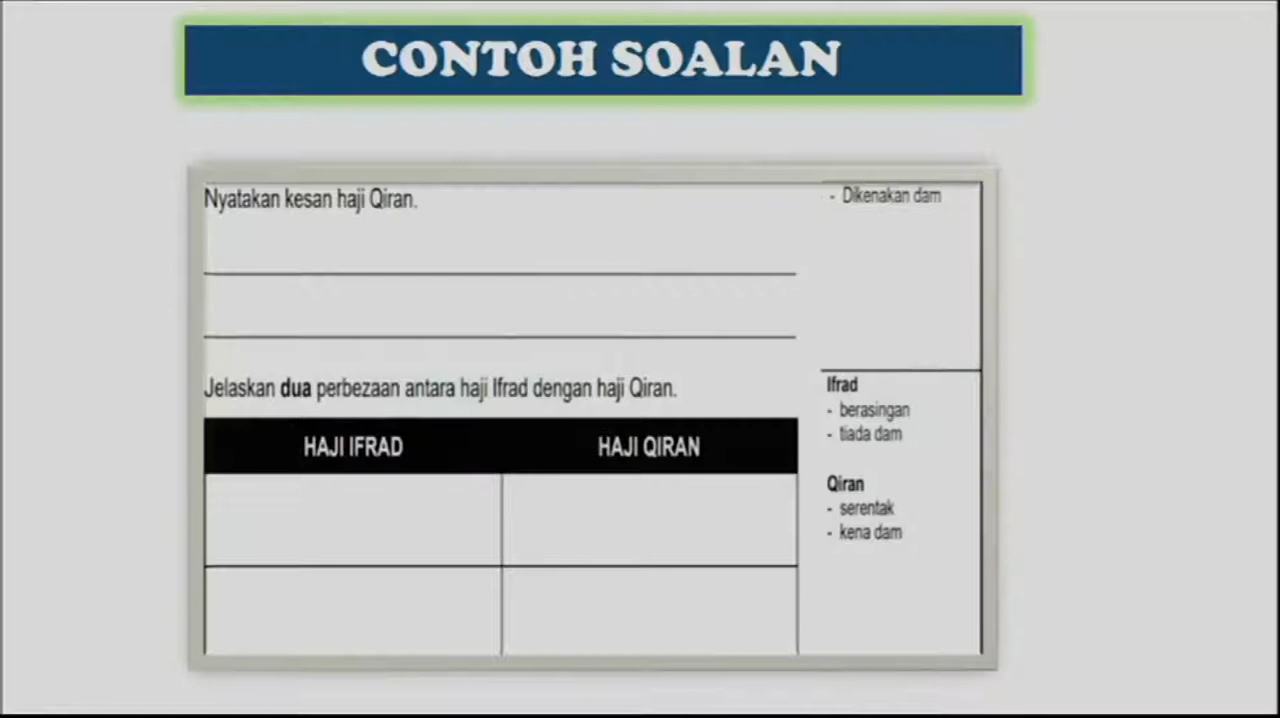 CONTOH SOALAN
Nyatakan kesan haji Qiran.
- Dikenakan dam
Jelaskan dua perbezaan antara haji Ifrad dengan haji Qiran.
HAJI IFRAD
HAJI QIRAN
Ifrad
- berasingan
- tiada dam
Qiran
- serentak
- kena dam